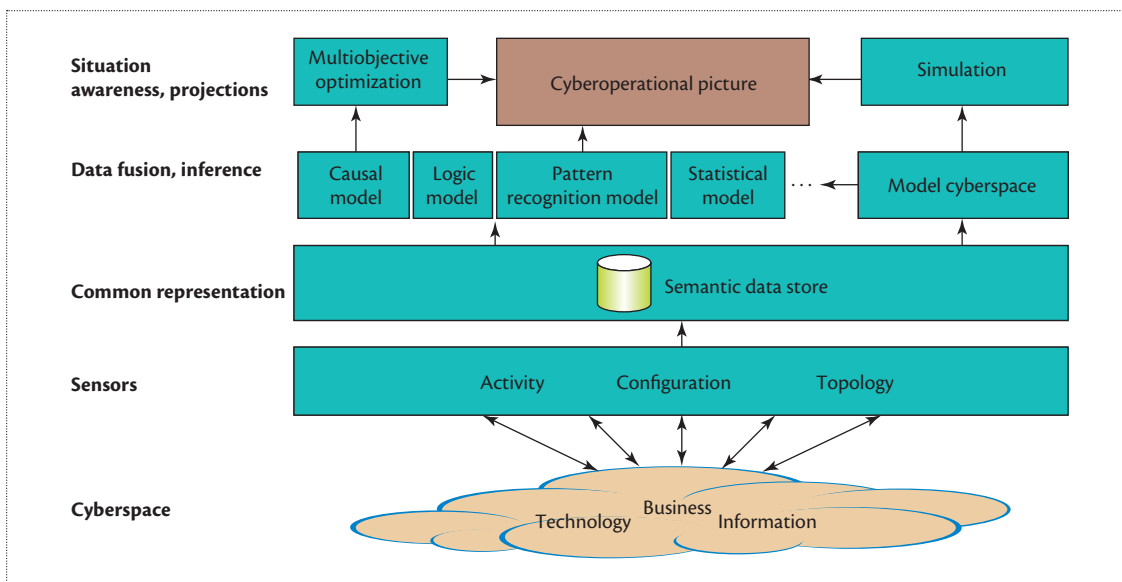 Situation
awareness, projections
Multiobjective
optimization
Cyberoperational picture
Simulation
Data fusion, inference
Causal
model
Logic
model
Pattern
recognition model
Statistical
model
...
Model cyberspace
Common representation
Semantic data store
Sensors
Activity
Configuration
Topology
Cyberspace
Business
Technology
Information